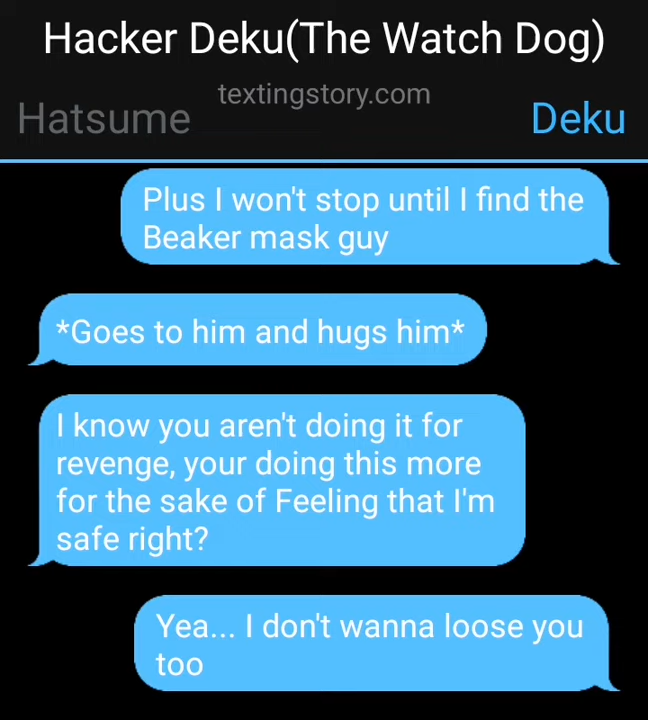 Hacker Deku(The Watch Dog)
textingstory.com
Hatsume
Deku
Plus I won't stop until I find the
Beaker mask guy
*Goes to him and hugs him*
I know you aren't doing it for
revenge, your doing this more
for the sake of Feeling that I'm
safe right?
Yea... I don't wanna loose you
too